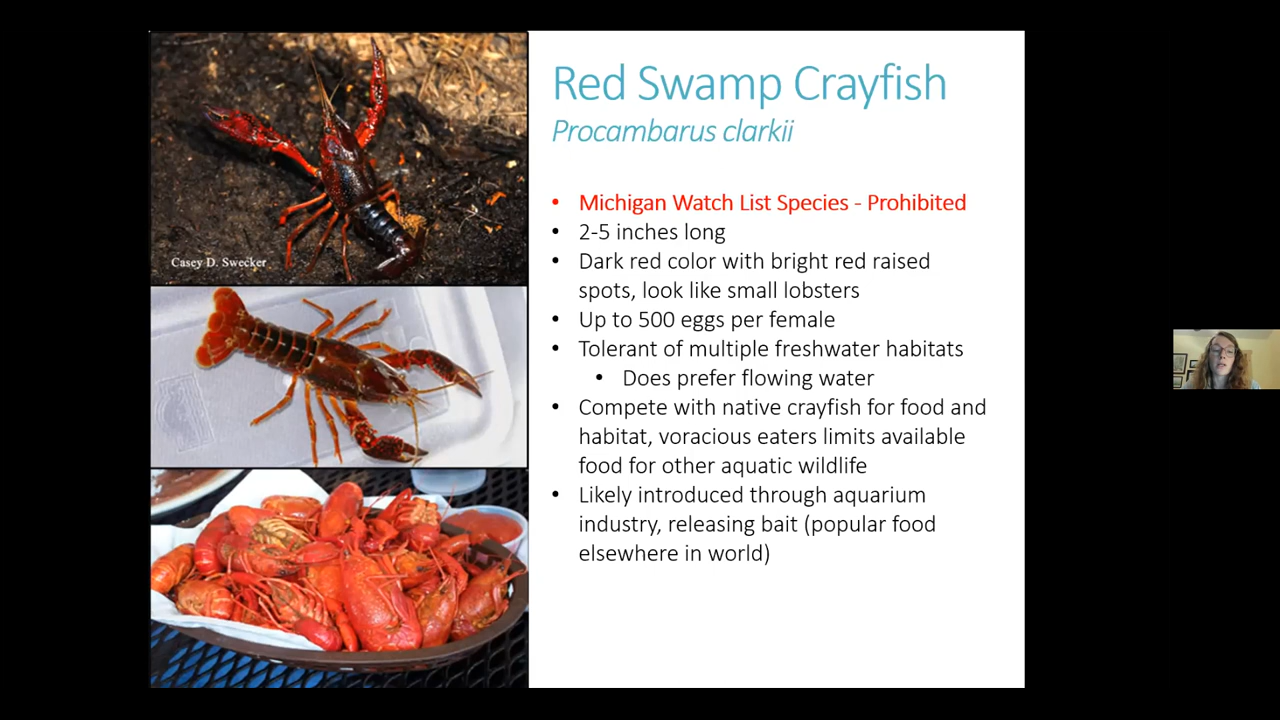 Red Swamp Crayfish
Procambarus clarkii
• Michigan Watch List Species - Prohibited
• 2-5 inches long
• Dark red color with bright red raised
spots, look like small lobsters
• Up to 500 eggs per female
• Tolerant of multiple freshwater habitats
• Does prefer flowing water
• Compete with native crayfish for food and
habitat, voracious eaters limits available
food for other aquatic wildlife
• Likely introduced through aquarium
industry, releasing bait (popular food
elsewhere in world)
Casey D. Swecker